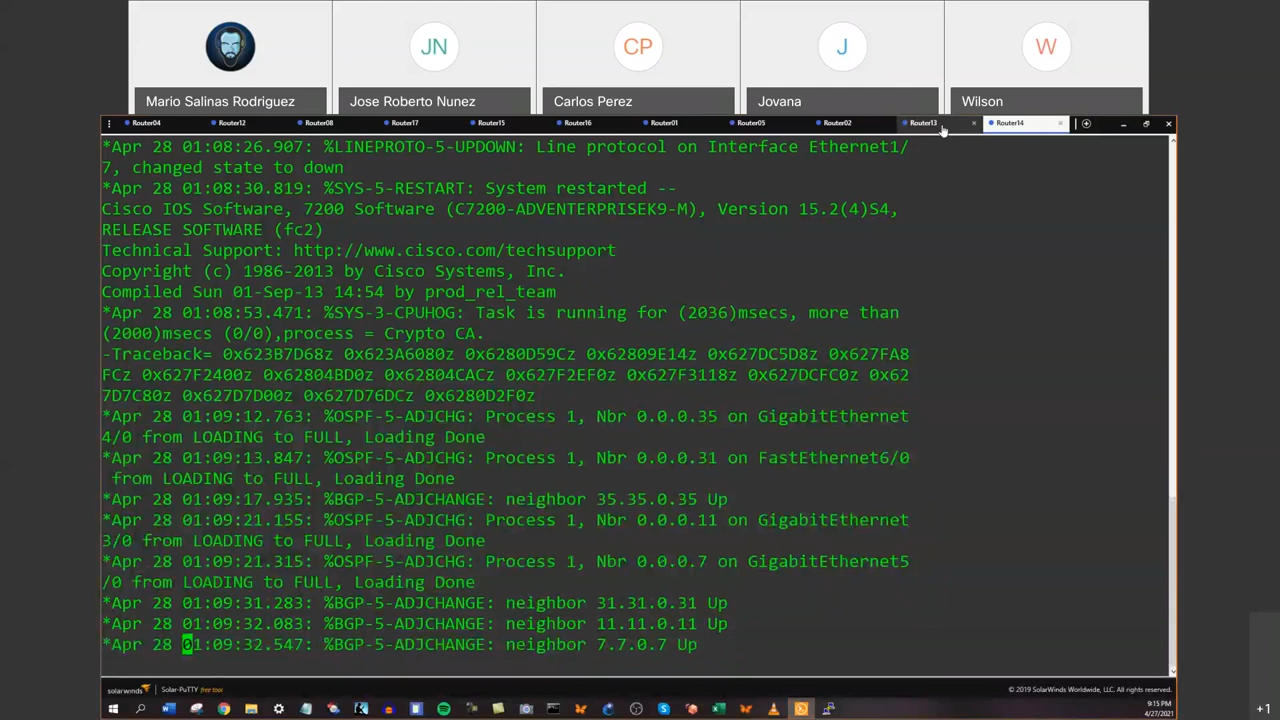 JN
CP
J
W
Mario Salinas Rodriguez
Jose Roberto Nunez
Carlos Perez
Jovana
Wilson
Router04
Router12
Router08
Router17
Router15
Router16
Router01
Router05
Router02
Router13
Router14
*Apr 28 01:08:26.907: %LINEPROTO-5-UPDOWN: Line protocol on Interface Ethernet1/
7, changed state to down
*Apr 28 01:08:30.819: %SYS-5-RESTART: System restarted --
Cisco IOS Software, 7200 Software (C7200-ADVENTERPRISEK9-M), Version 15.2(4)S4,
RELEASE SOFTWARE (fc2)
Technical Support: http://www.cisco.com/techsupport
Copyright (c) 1986-2013 by Cisco Systems, Inc.
Compiled Sun 01-Sep-13 14:54 by prod_rel_team
*Apr 28 01:08:53.471: %SYS-3-CPUHOG: Task is running for (2036)msecs, more than
(2000)msecs (0/0),process = Crypto CA.
-Traceback= 0x623B7D68z 0x623A6080z 0x6280D59Cz 0x62809E14z 0x627DC5D8z 0x627FA8
FCz 0x627F2400z 0x62804BD0z 0x62804CACz 0x627F2EF0z 0x627F3118z 0x627DCFC0z 0x62
7D7C80z 0x627D7D00z 0x627D76DCz 0x6280D2F0z
*Apr 28 01:09:12.763: %OSPF-5-ADJCHG: Process 1, Nbr 0.0.0.35 on GigabitEthernet
4/0 from LOADING to FULL, Loading Done
*Apr 28 01:09:13.847: %OSPF-5-ADJCHG: Process 1, Nbr 0.0.0.31 on FastEthernet6/0
from LOADING to FULL, Loading Done
*Apr 28 01:09:17.935: %BGP-5-ADJCHANGE: neighbor 35.35.0.35 Up
*Apr 28 01:09:21.155: %OSPF-5-ADJCHG: Process 1, Nbr 0.0.0.11 on GigabitEthernet
3/0 from LOADING to FULL, Loading Done
*Apr 28 01:09:21.315: %OSPF-5-ADJCHG: Process 1, Nbr 0.0.0.7 on GigabitEthernet5
/0 from LOADING to FULL, Loading Done
*Apr 28 01:09:31.283: %BGP-5-ADJCHANGE: neighbor 31.31.0.31 Up
*Apr 28 01:09:32.083: %BGP-5-ADJCHANGE: neighbor 11.11.0.11 Up
*Apr 28 01:09:32.547: %BGP-5-ADJCHANGE: neighbor 7.7.0.7 Up
solarwinds Solar-PuTTY free tool
© 2019 SolarWinds Worldwide, LLC. All rights reserved.
9:15 PM
4/27/2021
+1